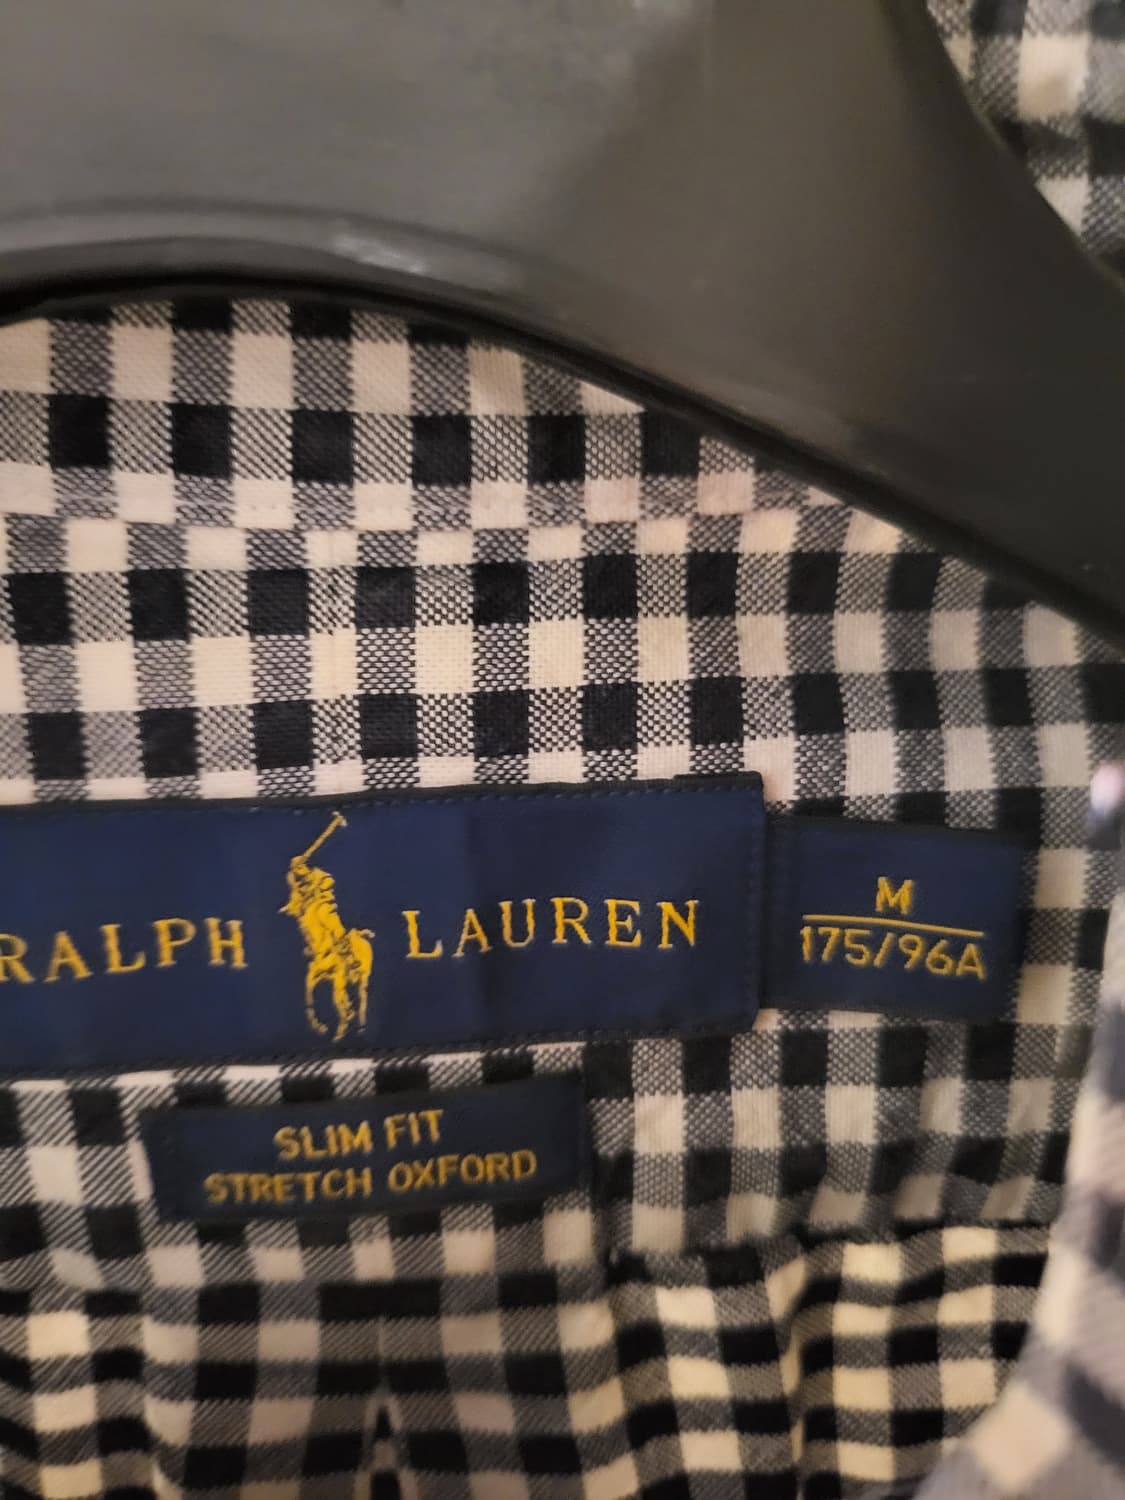 RALPH LAUREN
M
175/96A
SLIM FIT
STRETCH OXFORD